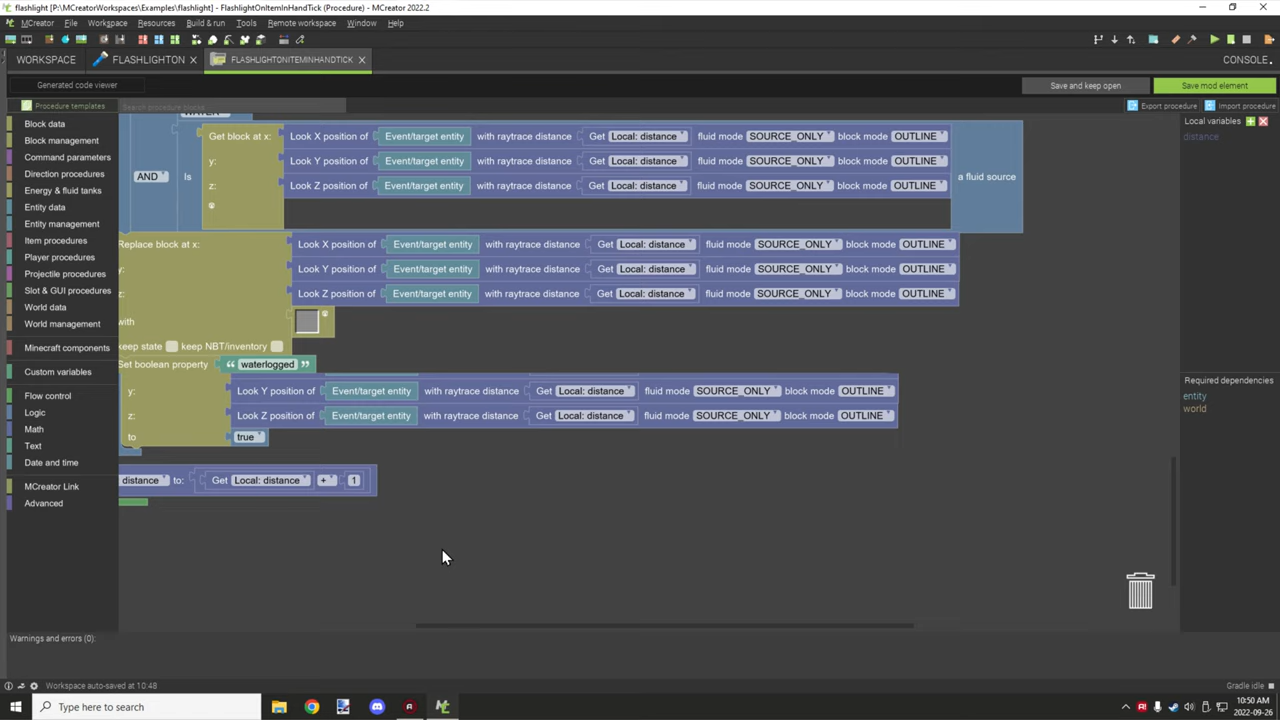 flashlight [P:\MCreatorWorkspaces\Examples\flashlight] - FlashlightOnItemInHandTick (Procedure) - MCreator 2022.2
MCreator File Workspace Resources Build & run Tools Remote workspace Window Help
WORKSPACE FLASHLIGHTON FLASHLIGHTONITEMINHANDTICK CONSOLE
Generated code viewer Save and keep open Save mod element
Procedure templates Search procedure blocks Export procedure Import procedure
Block data
Block management
Command parameters
Direction procedures
Energy & fluid tanks
Entity data
Entity management
Item procedures
Player procedures
Projectile procedures
Slot & GUI procedures
World data
World management
Minecraft components
Custom variables
Flow control
Logic
Math
Text
Date and time
MCreator Link
Advanced
WATER
AND Is Get block at x: Look X position of Event/target entity with raytrace distance Get Local: distance fluid mode SOURCE_ONLY block mode OUTLINE
y: Look Y position of Event/target entity with raytrace distance Get Local: distance fluid mode SOURCE_ONLY block mode OUTLINE
z: Look Z position of Event/target entity with raytrace distance Get Local: distance fluid mode SOURCE_ONLY block mode OUTLINE
a fluid source
Replace block at x: Look X position of Event/target entity with raytrace distance Get Local: distance fluid mode SOURCE_ONLY block mode OUTLINE
y: Look Y position of Event/target entity with raytrace distance Get Local: distance fluid mode SOURCE_ONLY block mode OUTLINE
z: Look Z position of Event/target entity with raytrace distance Get Local: distance fluid mode SOURCE_ONLY block mode OUTLINE
with
keep state keep NBT/inventory
Set boolean property “ waterlogged ”
y: Look Y position of Event/target entity with raytrace distance Get Local: distance fluid mode SOURCE_ONLY block mode OUTLINE
z: Look Z position of Event/target entity with raytrace distance Get Local: distance fluid mode SOURCE_ONLY block mode OUTLINE
to true
distance to: Get Local: distance + 1
Local variables
distance
Required dependencies
entity
world
Warnings and errors (0):
Workspace auto-saved at 10:48 Gradle idle
Type here to search
10:50 AM
2022-09-26